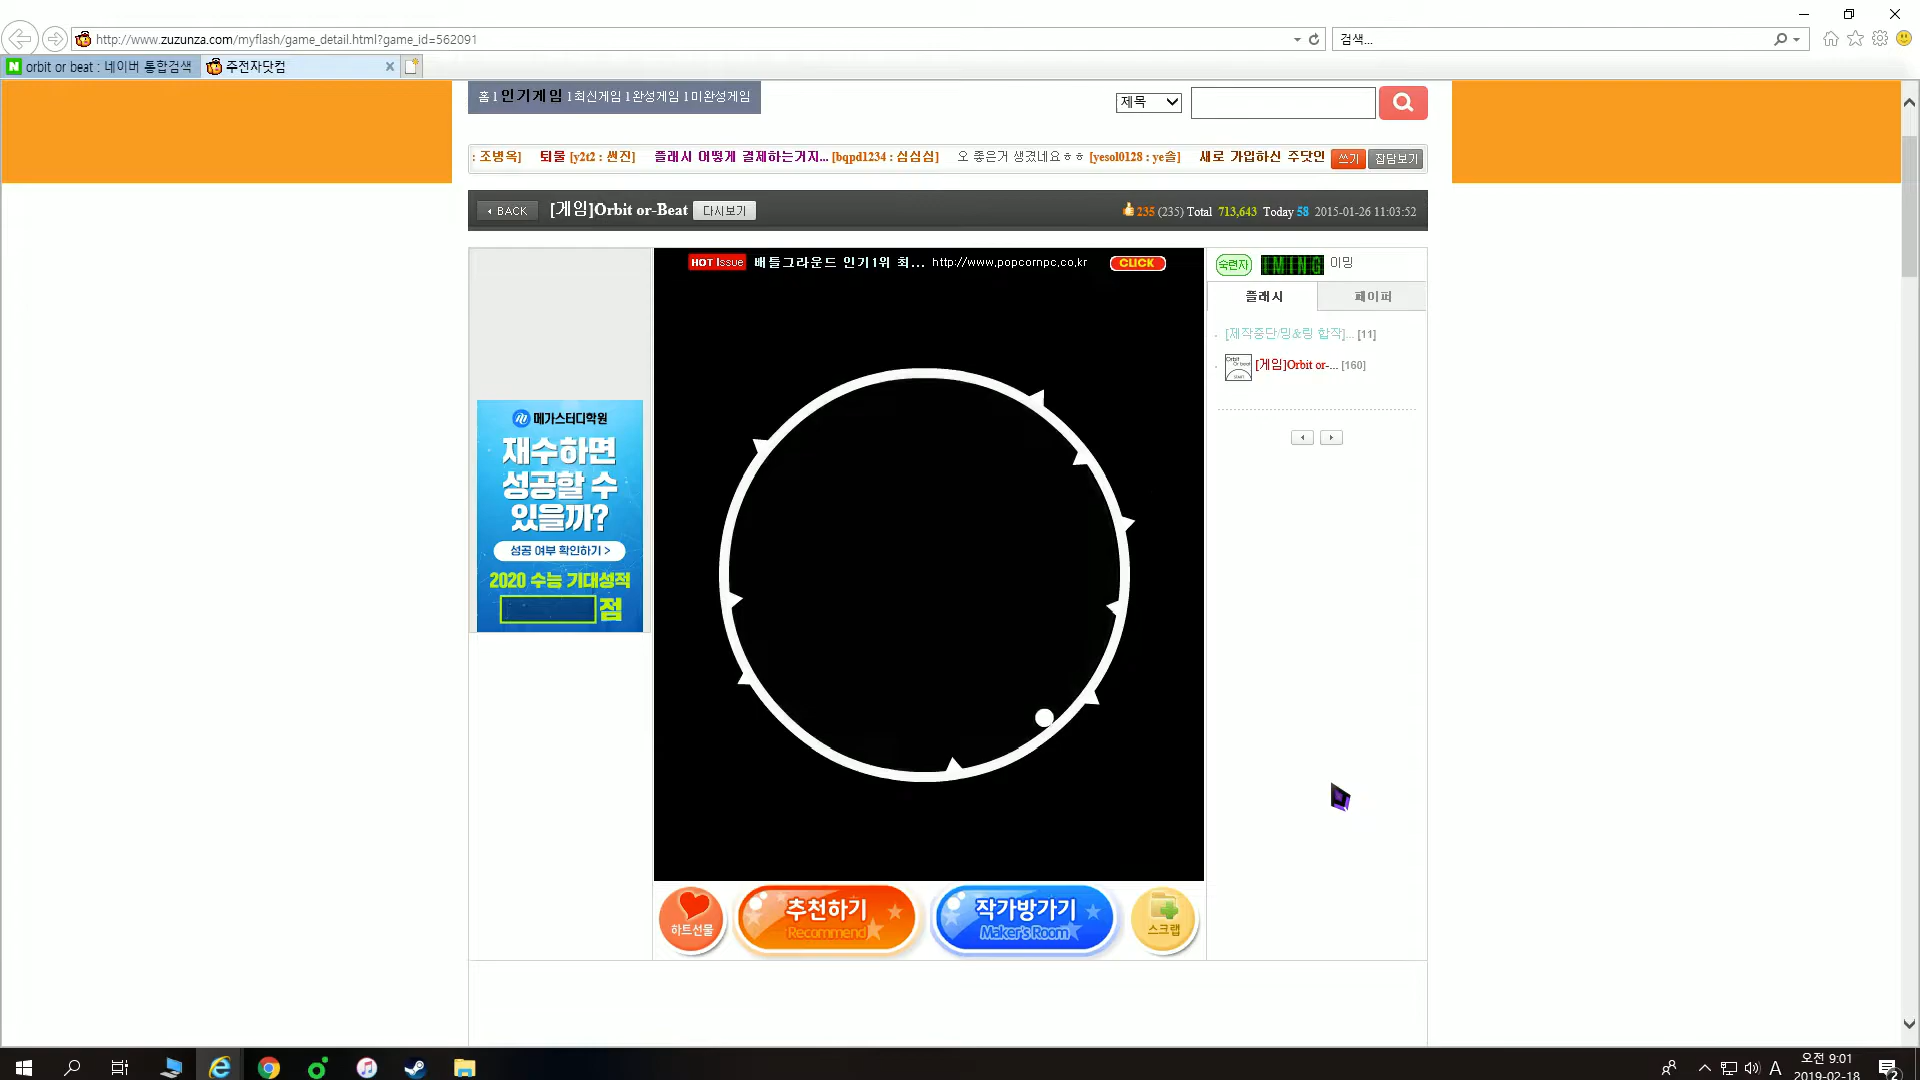 http://www.zuzunza.com/myflash/game_detail.html?game_id=562091
검색...
orbit or beat : 네이버 통합검색
주전자닷컴
홈 l 인기게임 l 최신게임 l 완성게임 l 미완성게임
제목
: 조병옥] 퇴물 [y2t2 : 썬진] 플래시 어떻게 결제하는거지... [bqpd1234 : 심심심] 오 좋은거 생겼네요ㅎㅎ [yesol0128 : ye솔] 새로 가입하신 주닷인
쓰기
잡담보기
BACK
[게임]Orbit or-Beat
다시보기
235 (235) Total 713,643 Today 58 2015-01-26 11:03:52
HOT Issue 배틀그라운드 인기1위 최... http://www.popcornpc.co.kr CLICK
숙련자
IMING
이밍
플래시
페이퍼
[제작중단/밍&링 합작]... [11]
Orbit
Or beat
START
[게임]Orbit or-... [160]
메가스터디학원
재수하면
성공할 수
있을까?
성공 여부 확인하기 >
2020 수능 기대성적
점
하트선물
추천하기
Recommend
작가방가기
Maker's Room
스크랩
A
오전 9:01
2019-02-18
2